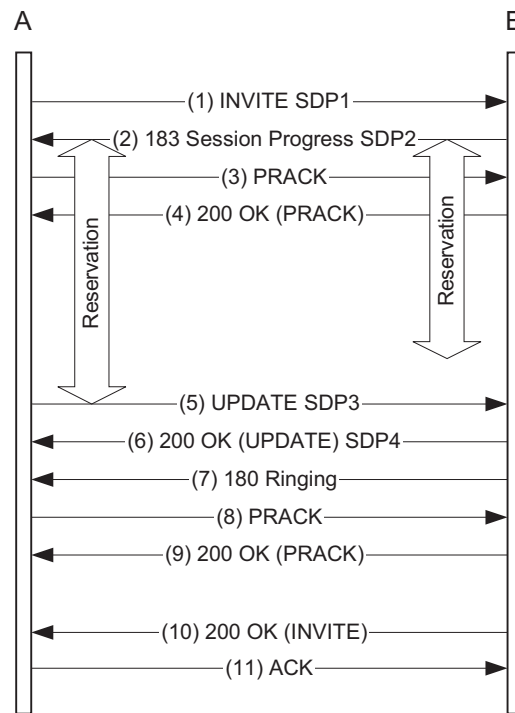 A
B
(1) INVITE SDP1
(2) 183 Session Progress SDP2
(3) PRACK
(4) 200 OK (PRACK)
Reservation
Reservation
(5) UPDATE SDP3
(6) 200 OK (UPDATE) SDP4
(7) 180 Ringing
(8) PRACK
(9) 200 OK (PRACK)
(10) 200 OK (INVITE)
(11) ACK